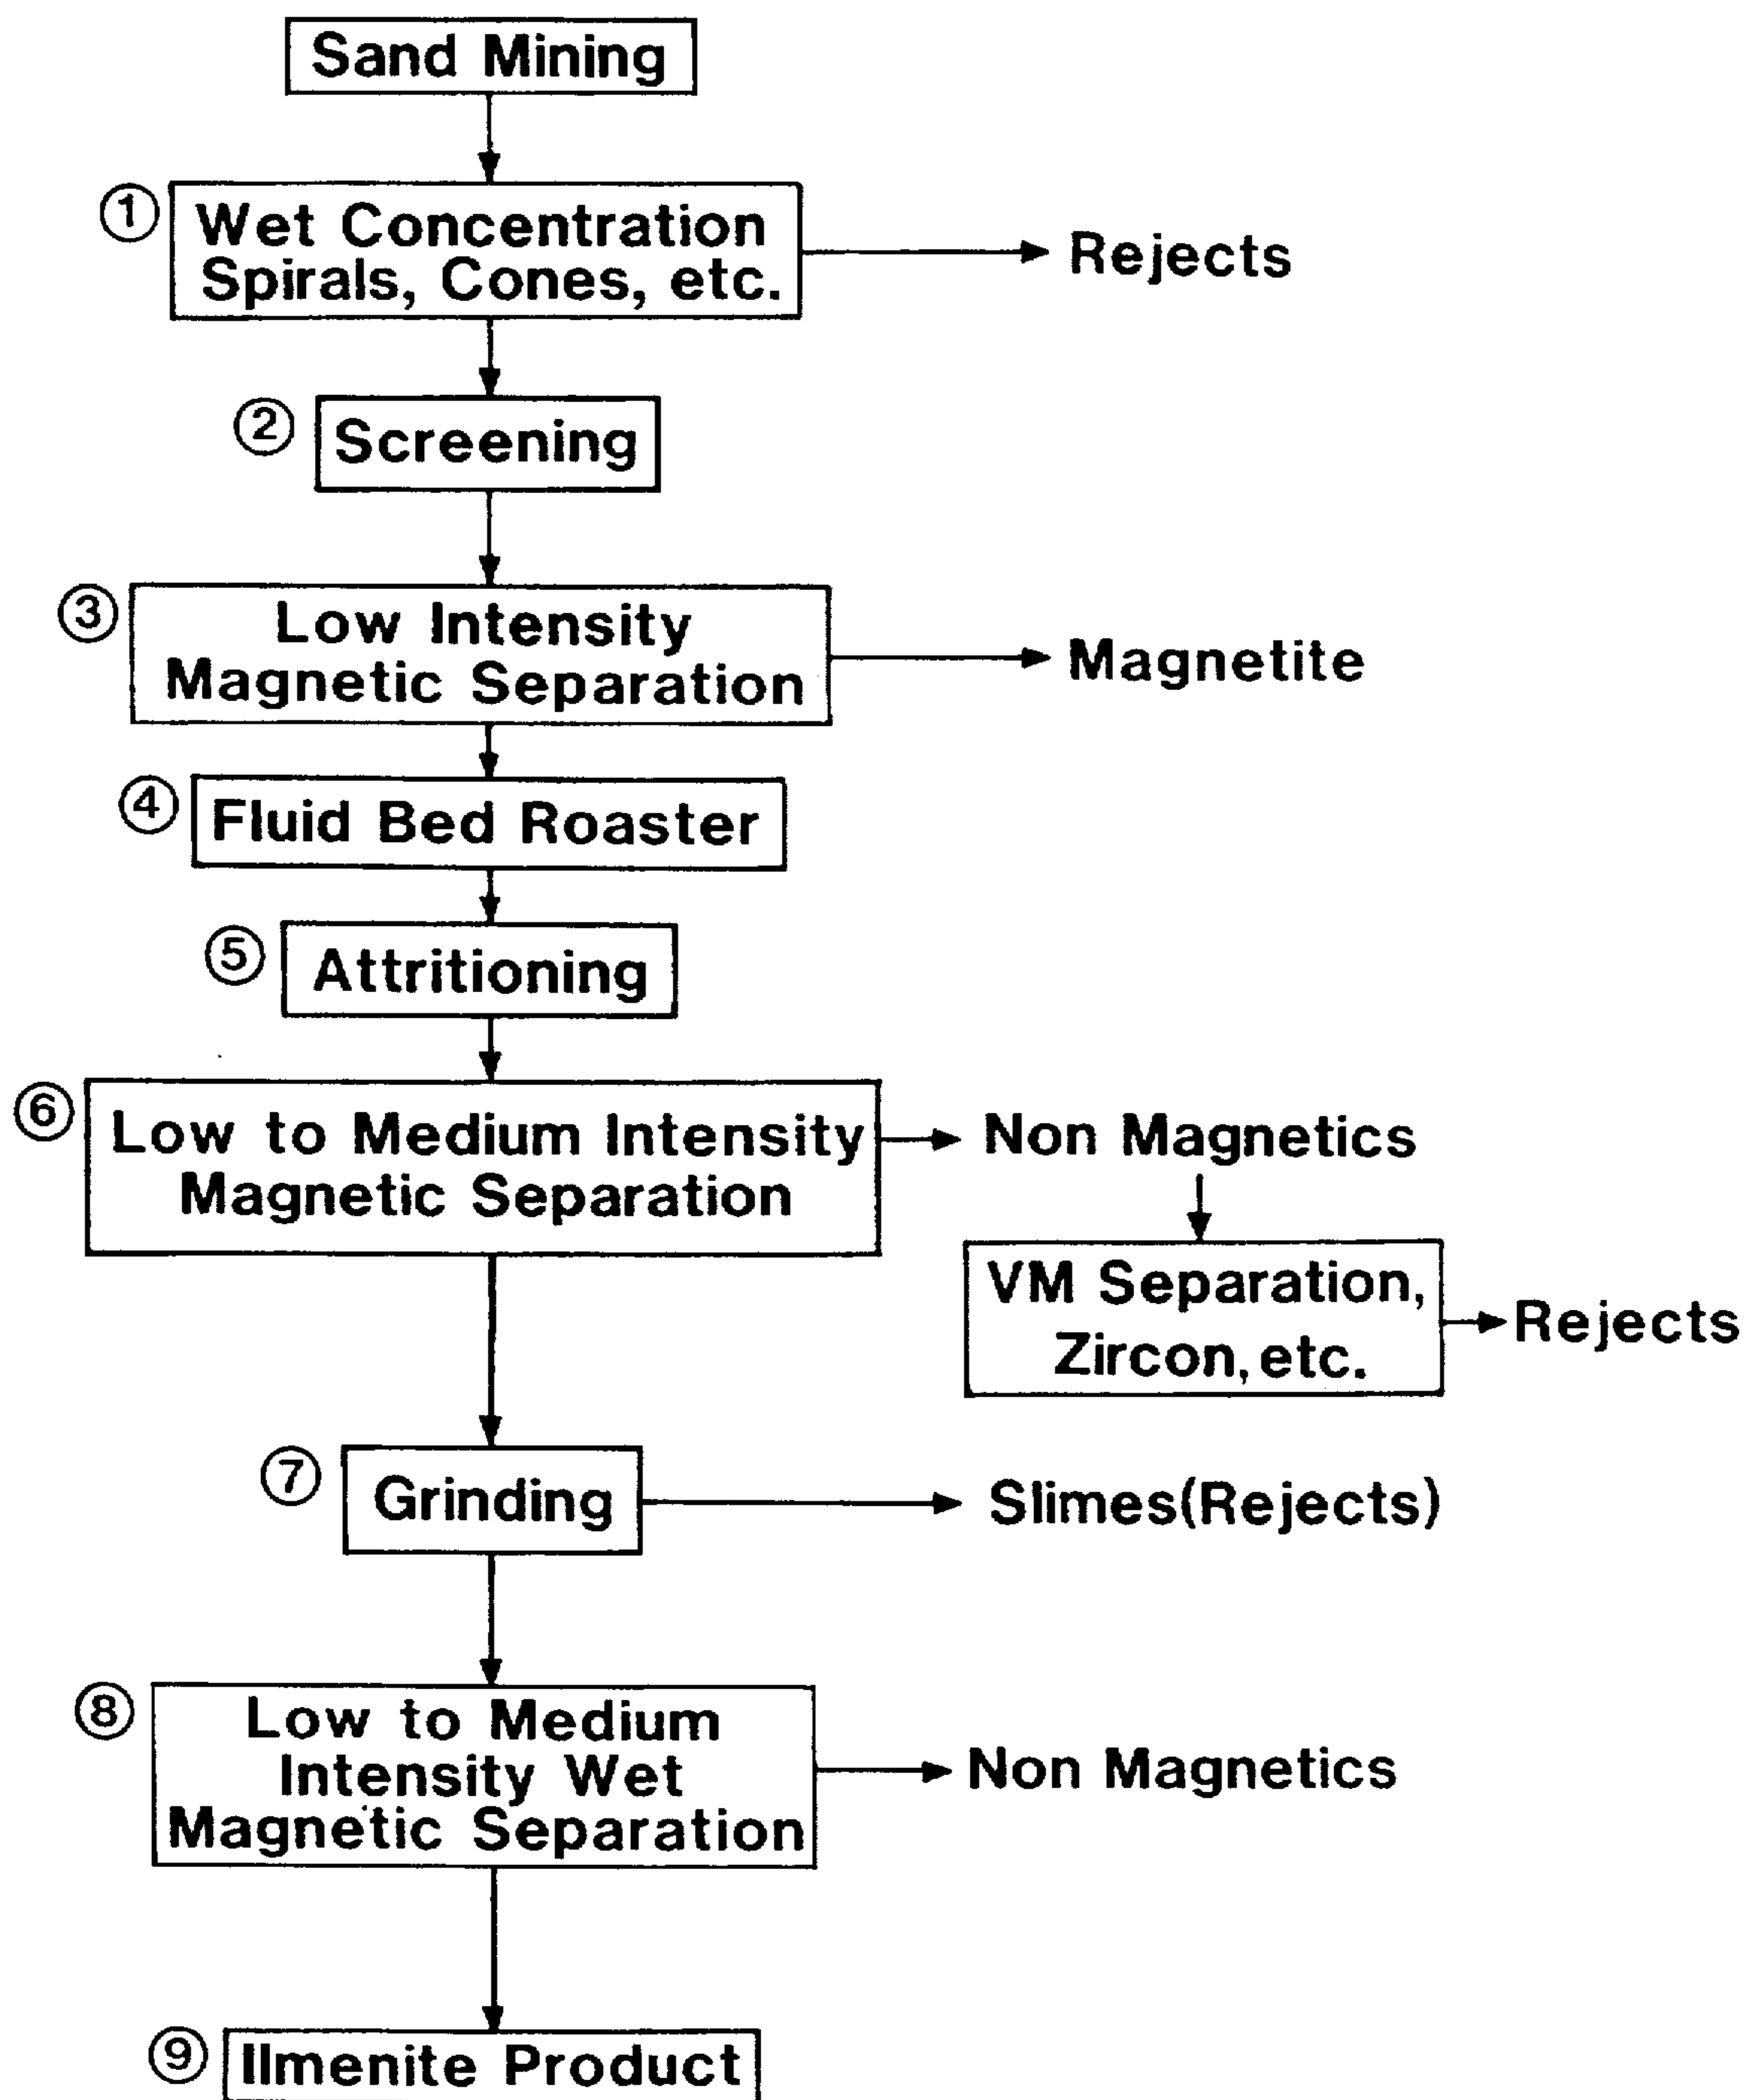 Sand Mining
① Wet Concentration
Spirals, Cones, etc.
Rejects
② Screening
③ Low Intensity
Magnetic Separation
Magnetite
④ Fluid Bed Roaster
⑤ Attritioning
⑥ Low to Medium Intensity
Magnetic Separation
Non Magnetics
VM Separation,
Zircon, etc.
Rejects
⑦ Grinding
Slimes(Rejects)
⑧ Low to Medium
Intensity Wet
Magnetic Separation
Non Magnetics
⑨ Ilmenite Product